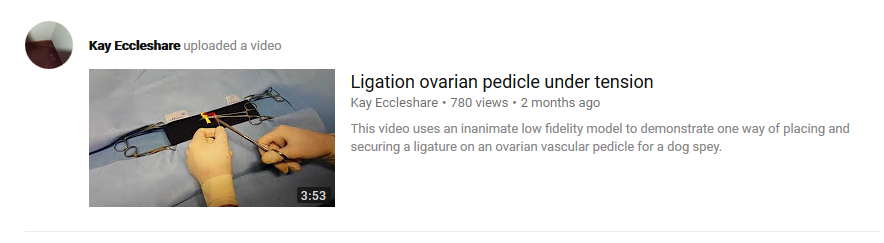 Kay Eccleshare uploaded a video
Ligation ovarian pedicle under tension
Kay Eccleshare • 780 views • 2 months ago
This video uses an inanimate low fidelity model to demonstrate one way of placing and
securing a ligature on an ovarian vascular pedicle for a dog spey.
3:53